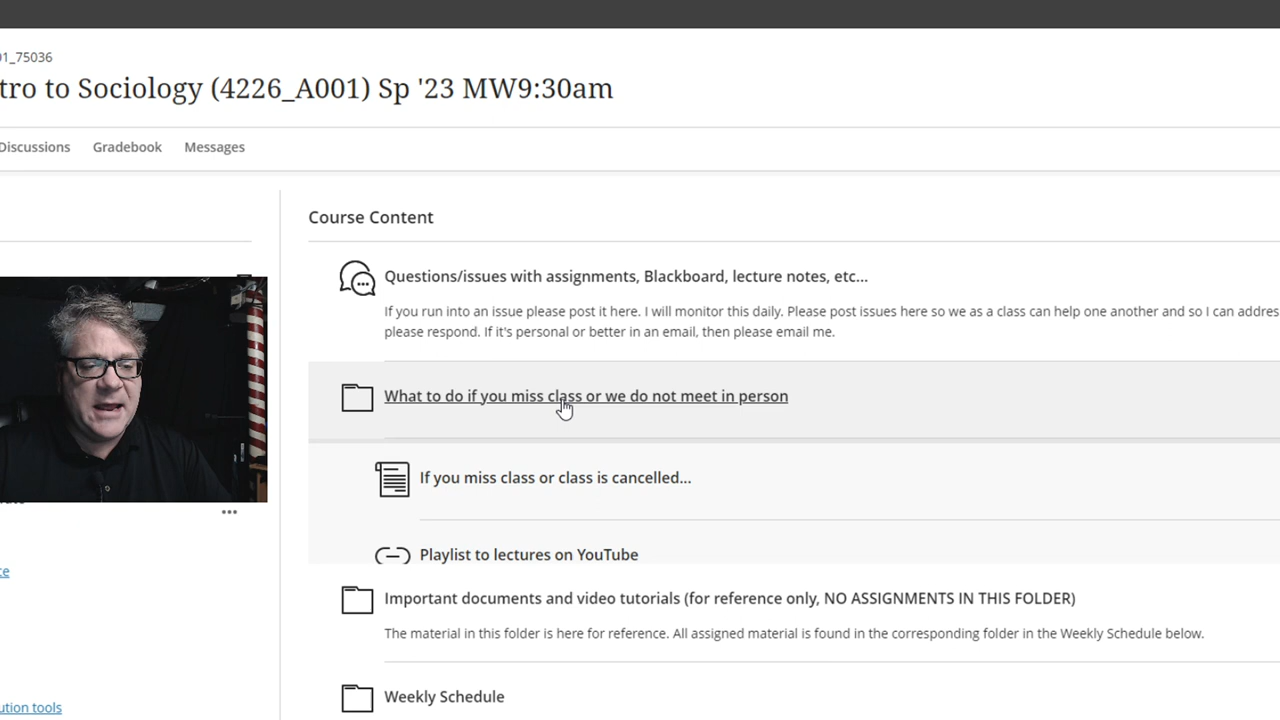 01_75036
tro to Sociology (4226_A001) Sp '23 MW9:30am
Discussions Gradebook Messages
Course Content
Questions/issues with assignments, Blackboard, lecture notes, etc...
If you run into an issue please post it here. I will monitor this daily. Please post issues here so we as a class can help one another and so I can addres
please respond. If it's personal or better in an email, then please email me.
What to do if you miss class or we do not meet in person
If you miss class or class is cancelled...
Playlist to lectures on YouTube
Important documents and video tutorials (for reference only, NO ASSIGNMENTS IN THIS FOLDER)
The material in this folder is here for reference. All assigned material is found in the corresponding folder in the Weekly Schedule below.
Weekly Schedule
ution tools